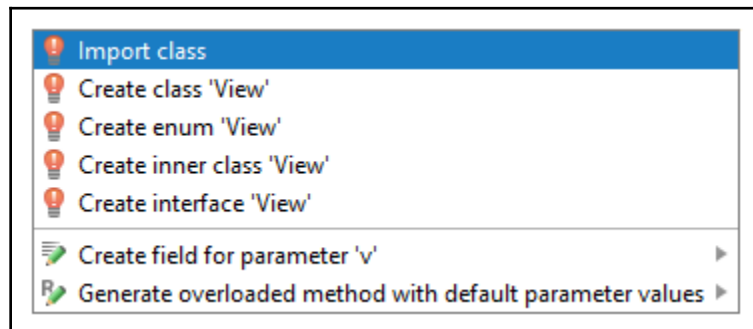 Import class
Create class 'View'
Create enum 'View'
Create inner class 'View'
Create interface 'View'
Create field for parameter 'v'
R Generate overloaded method with default parameter values